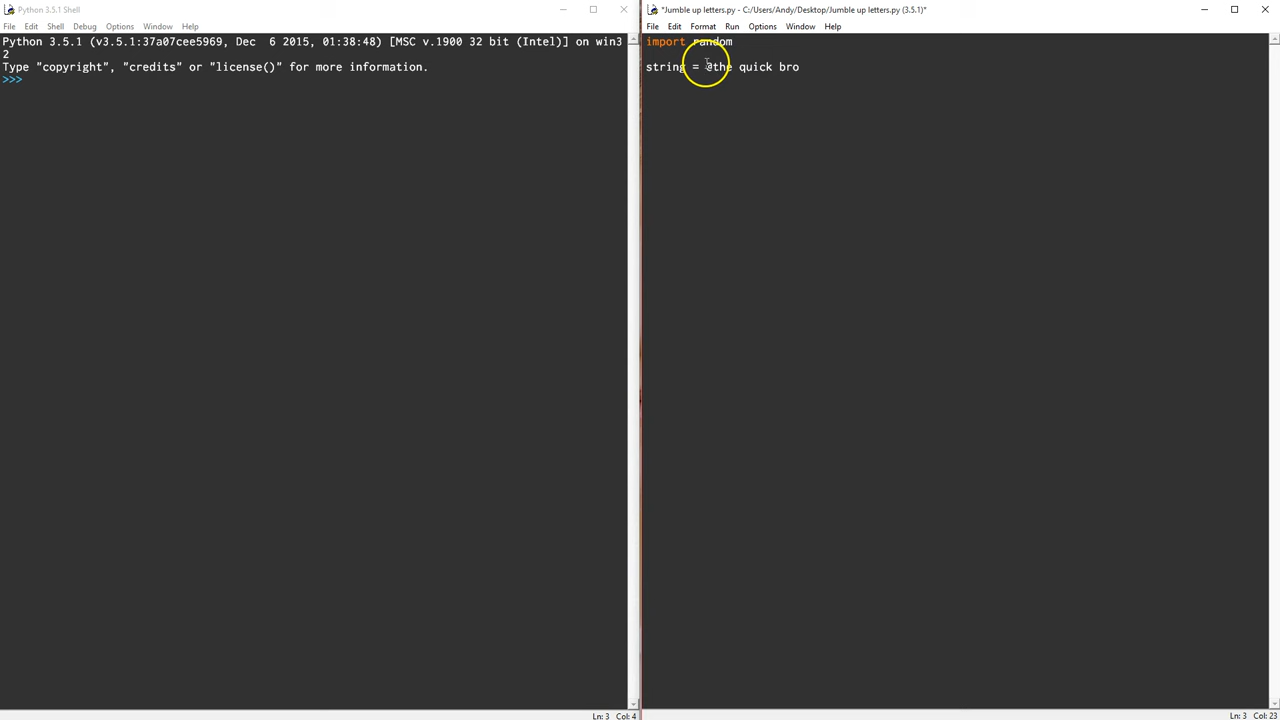 Python 3.5.1 Shell
File Edit Shell Debug Options Window Help
Python 3.5.1 (v3.5.1:37a07cee5969, Dec  6 2015, 01:38:48) [MSC v.1900 32 bit (Intel)] on win3
2
Type "copyright", "credits" or "license()" for more information.
>>>
Ln: 3 Col: 4
*Jumble up letters.py - C:/Users/Andy/Desktop/Jumble up letters.py (3.5.1)*
File Edit Format Run Options Window Help
import random
string = @the quick bro
Ln: 3 Col: 23